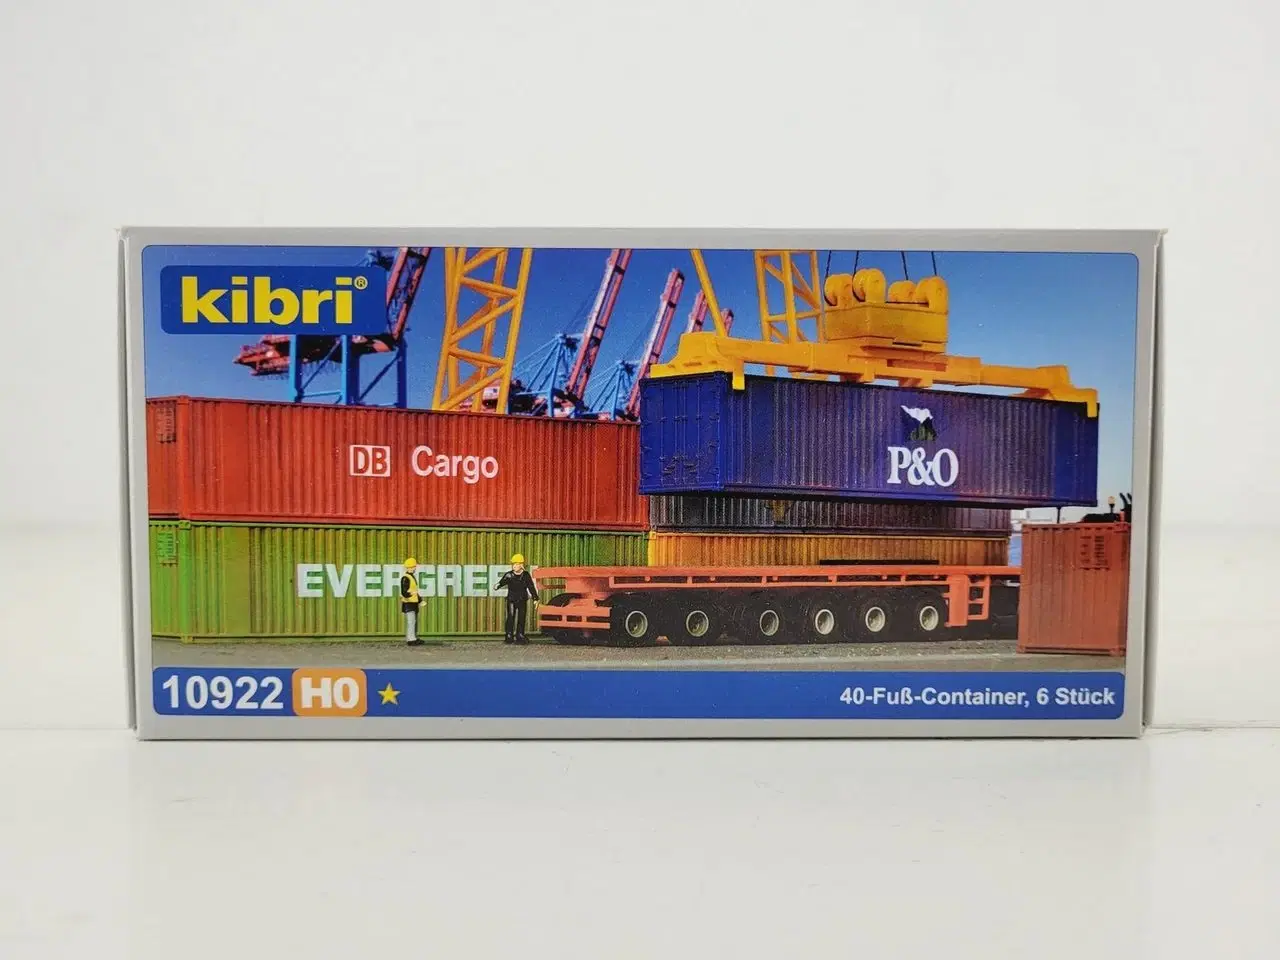 kibri®
DB Cargo
P&O
EVERGREE
10922 H0
40-Fuß-Container, 6 Stück